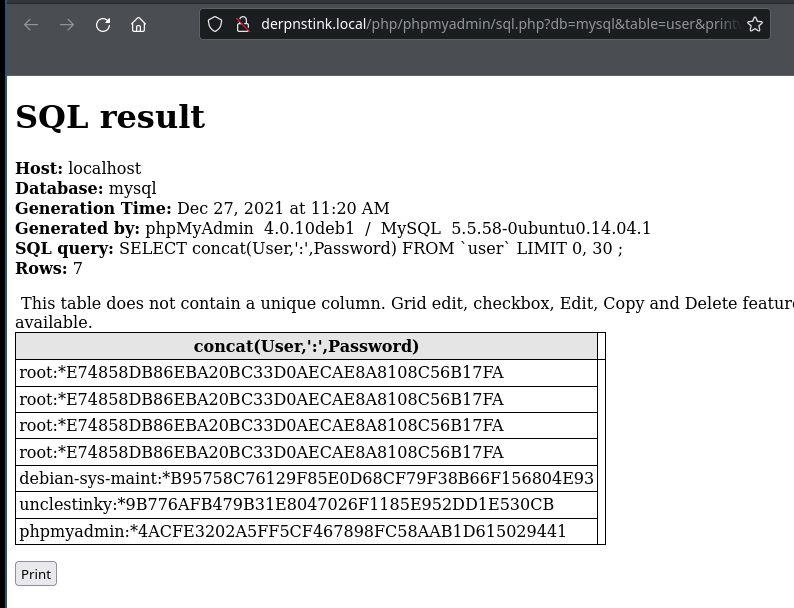 derpnstink.local/php/phpmyadmin/sql.php?db=mysql&table=user&print
SQL result
Host: localhost
Database: mysql
Generation Time: Dec 27, 2021 at 11:20 AM
Generated by: phpMyAdmin 4.0.10deb1 / MySQL 5.5.58-0ubuntu0.14.04.1
SQL query: SELECT concat(User,':',Password) FROM `user` LIMIT 0, 30 ;
Rows: 7
This table does not contain a unique column. Grid edit, checkbox, Edit, Copy and Delete feature
available.
concat(User,':',Password)
root:*E74858DB86EBA20BC33D0AECAE8A8108C56B17FA
root:*E74858DB86EBA20BC33D0AECAE8A8108C56B17FA
root:*E74858DB86EBA20BC33D0AECAE8A8108C56B17FA
root:*E74858DB86EBA20BC33D0AECAE8A8108C56B17FA
debian-sys-maint:*B95758C76129F85E0D68CF79F38B66F156804E93
unclestinky:*9B776AFB479B31E8047026F1185E952DD1E530CB
phpmyadmin:*4ACFE3202A5FF5CF467898FC58AAB1D615029441
Print